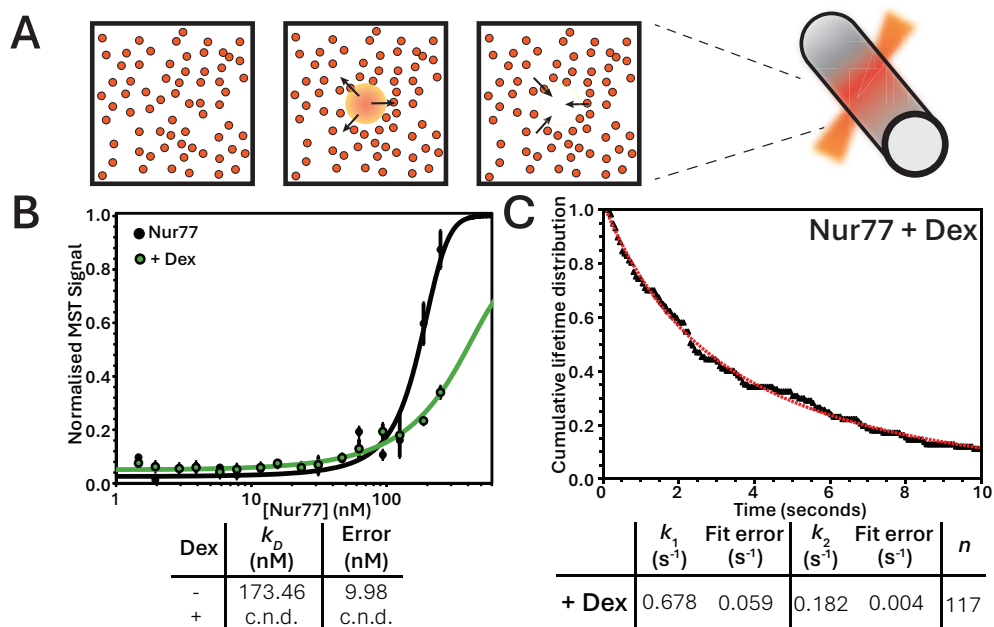 A
B
1.0
0.8
0.6
0.4
0.2
0.0
Normalised MST Signal
Nur77
+ Dex
1
10
100
[Nur77] (nM)
Dex
kD
(nM)
Error
(nM)
-
173.46
9.98
+
c.n.d.
c.n.d.
C
Nur77 + Dex
1.0
0.8
0.6
0.4
0.2
0.0
Cumulative lifetime distribution
0
2
4
6
8
10
Time (seconds)
k1
(s-1)
Fit error
(s-1)
k2
(s-1)
Fit error
(s-1)
n
+ Dex
0.678
0.059
0.182
0.004
117